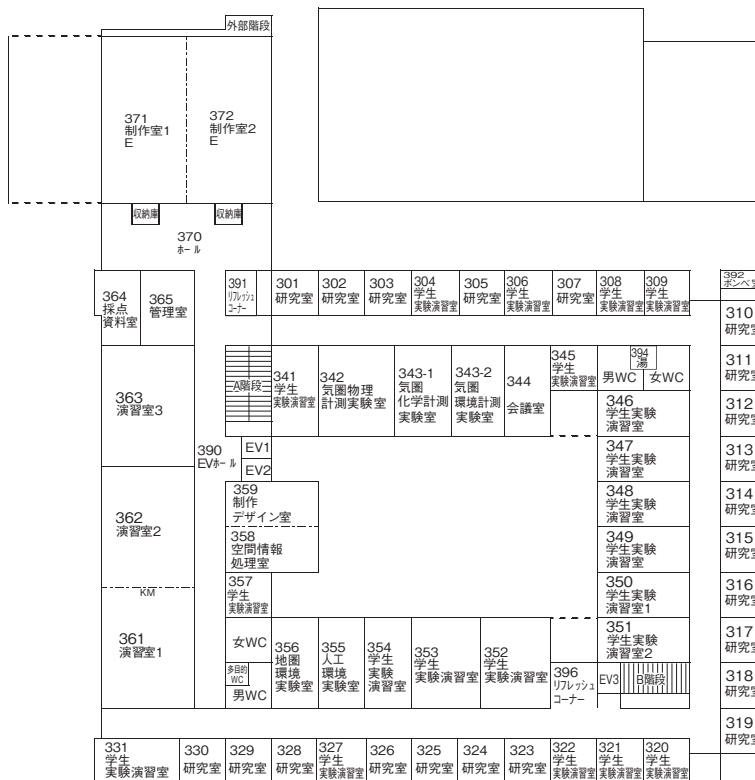 外部階段
371
制作室1
E
372
制作室2
E
収納庫
収納庫
370
ホール
364
採点
資料室
365
管理室
391
リフレッシュ
コーナー
301
研究室
302
研究室
303
研究室
304
学生
実験演習室
305
研究室
306
学生
実験演習室
307
研究室
308
学生
実験演習室
309
学生
実験演習室
392
ボンベ室
310
研究室
311
研究室
312
研究室
313
研究室
314
研究室
315
研究室
316
研究室
317
研究室
318
研究室
319
研究室
A階段
341
学生
実験演習室
342
気圏物理
計測実験室
343-1
気圏
化学計測
実験室
343-2
気圏
環境計測
実験室
344
会議室
345
学生
実験演習室
394
湯
男WC
女WC
363
演習室3
346
学生実験
演習室
347
学生実験
演習室
348
学生実験
演習室
349
学生実験
演習室
350
学生実験
演習室1
351
学生実験
演習室2
390
EVホール
EV1
EV2
359
制作
デザイン室
358
空間情報
処理室
357
学生
実験演習室
362
演習室2
KM
361
演習室1
女WC
多目的
WC
男WC
356
地圏
環境
実験室
355
人工
環境
実験室
354
学生
実験
演習室
353
学生
実験演習室
352
学生
実験演習室
396
リフレッシュ
コーナー
EV3
B階段
331
学生
実験演習室
330
研究室
329
研究室
328
研究室
327
学生
実験演習室
326
研究室
325
研究室
324
研究室
323
研究室
322
学生
実験演習室
321
学生
実験演習室
320
学生
実験演習室